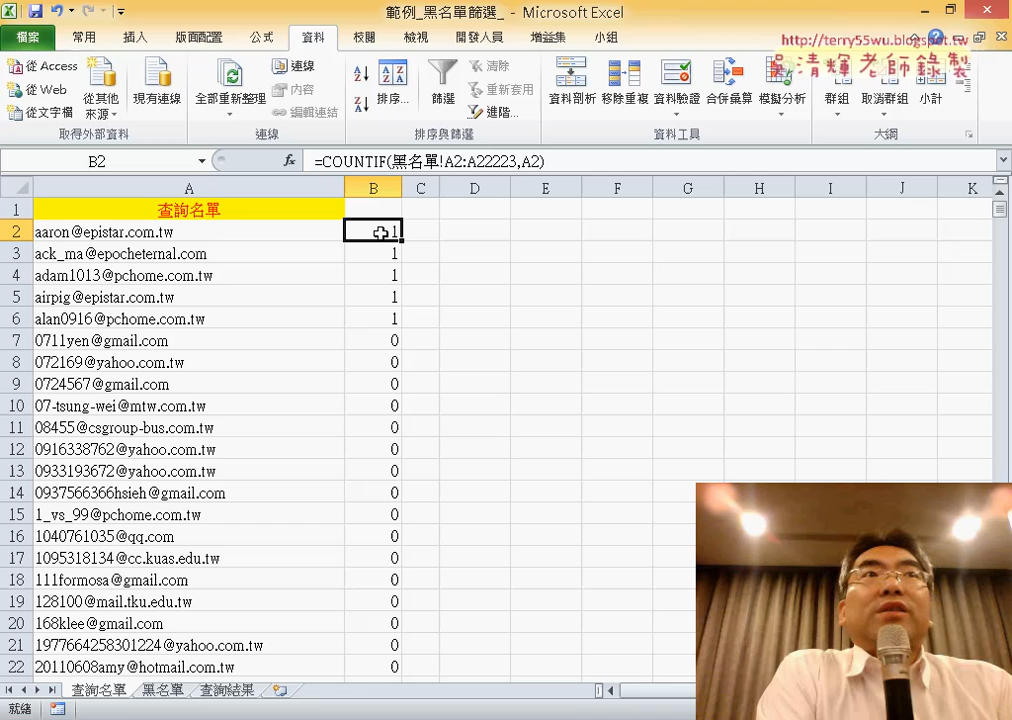 範例_黑名單篩選_ - Microsoft Excel
檔案 常用 插入 版面配置 公式 資料 校閱 檢視 開發人員 增益集 小組
http://terry55wu.blogspot.tw
吳清輝老師錄製
從 Access
從 Web
從文字檔
從其他來源
現有連線
全部重新整理
連線
內容
編輯連結
排序...
篩選
清除
重新套用
進階...
資料剖析 移除重複 資料驗證 合併彙算 模擬分析
群組 取消群組 小計
取得外部資料 連線 排序與篩選 資料工具 大綱
B2 fx =COUNTIF(黑名單!A2:A22223,A2)
A B C D E F G H I J K
1 查詢名單
2 aaron@epistar.com.tw 1
3 ack_ma@epocheternal.com 1
4 adam1013@pchome.com.tw 1
5 airpig@epistar.com.tw 1
6 alan0916@pchome.com.tw 1
7 0711yen@gmail.com 0
8 072169@yahoo.com.tw 0
9 0724567@gmail.com 0
10 07-tsung-wei@mtw.com.tw 0
11 08455@csgroup-bus.com.tw 0
12 0916338762@yahoo.com.tw 0
13 0933193672@yahoo.com.tw 0
14 0937566366hsieh@gmail.com 0
15 1_vs_99@pchome.com.tw 0
16 1040761035@qq.com 0
17 1095318134@cc.kuas.edu.tw 0
18 111formosa@gmail.com 0
19 128100@mail.tku.edu.tw 0
20 168klee@gmail.com 0
21 1977664258301224@yahoo.com.tw 0
22 20110608amy@hotmail.com.tw 0
查詢名單 黑名單 查詢結果
就緒